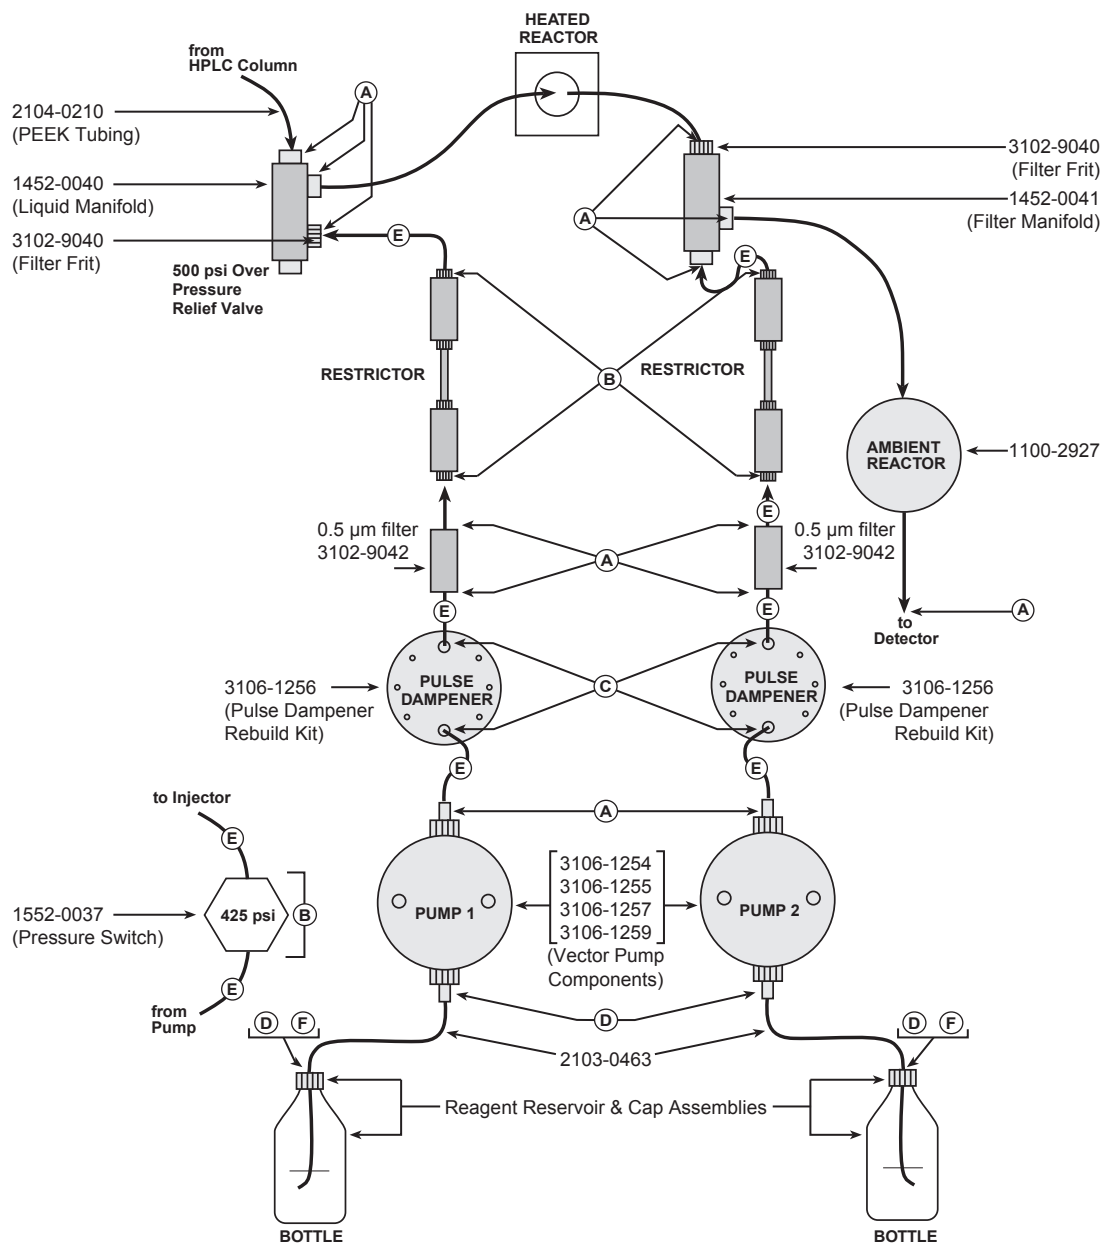 HEATED
REACTOR
from
HPLC Column
A
2104-0210
(PEEK Tubing)
3102-9040
(Filter Frit)
1452-0040
(Liquid Manifold)
1452-0041
(Filter Manifold)
A
3102-9040
(Filter Frit)
E
E
500 psi Over
Pressure
Relief Valve
RESTRICTOR
B
RESTRICTOR
AMBIENT
REACTOR
1100-2927
E
0.5 µm filter
3102-9042
A
0.5 µm filter
3102-9042
E
E
A
to
Detector
PULSE
DAMPENER
C
PULSE
DAMPENER
3106-1256
(Pulse Dampener
Rebuild Kit)
3106-1256
(Pulse Dampener
Rebuild Kit)
E
E
to Injector
A
E
3106-1254
3106-1255
3106-1257
3106-1259
(Vector Pump
Components)
PUMP 1
PUMP 2
1552-0037
(Pressure Switch)
425 psi
B
E
from
Pump
D
F
D
D
F
2103-0463
Reagent Reservoir & Cap Assemblies
BOTTLE
BOTTLE